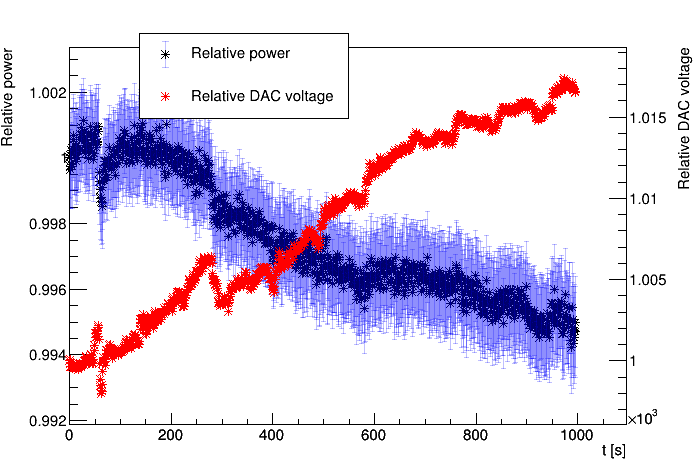 Relative power
Relative DAC voltage
Relative power
Relative DAC voltage
1.002
1
0.998
0.996
0.994
0.992
1.015
1.01
1.005
1
×10³
0 200 400 600 800 1000
t [s]